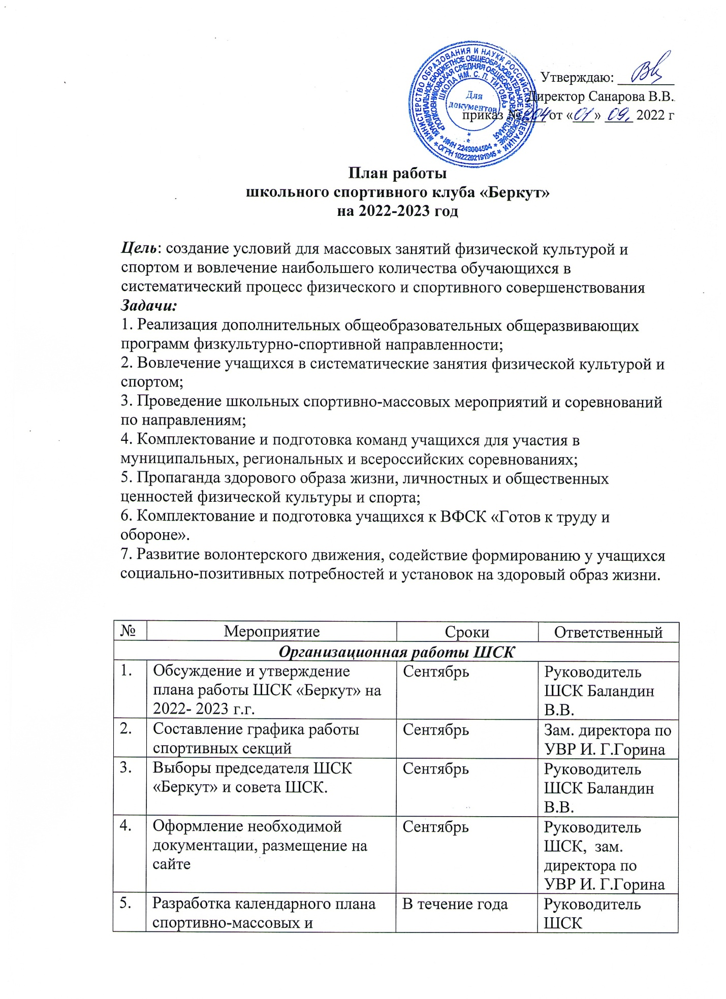 МИНИСТЕРСТВО ОБРАЗОВАНИЯ И НАУКИ РОССИЙСКОЙ ФЕДЕРАЦИИ
МУНИЦИПАЛЬНОЕ БЮДЖЕТНОЕ ОБЩЕОБРАЗОВАТЕЛЬНОЕ УЧРЕЖДЕНИЕ
«ПОЛКОВНИКОВСКАЯ СРЕДНЯЯ ОБЩЕОБРАЗОВАТЕЛЬНАЯ
ШКОЛА ИМ. С. П. ТИТОВА»
* ИНН 2249004504 *
* ОГРН 1022202191945 *
Для
документов
Утверждаю: ________
Директор Санарова В.В.
приказ № 204 от «01» 09. 2022 г
План работы
школьного спортивного клуба «Беркут»
на 2022-2023 год
Цель: создание условий для массовых занятий физической культурой и
спортом и вовлечение наибольшего количества обучающихся в
систематический процесс физического и спортивного совершенствования
Задачи:
1. Реализация дополнительных общеобразовательных общеразвивающих
программ физкультурно-спортивной направленности;
2. Вовлечение учащихся в систематические занятия физической культурой и
спортом;
3. Проведение школьных спортивно-массовых мероприятий и соревнований
по направлениям;
4. Комплектование и подготовка команд учащихся для участия в
муниципальных, региональных и всероссийских соревнованиях;
5. Пропаганда здорового образа жизни, личностных и общественных
ценностей физической культуры и спорта;
6. Комплектование и подготовка учащихся к ВФСК «Готов к труду и
обороне».
7. Развитие волонтерского движения, содействие формированию у учащихся
социально-позитивных потребностей и установок на здоровый образ жизни.
№ Мероприятие Сроки Ответственный
Организационная работы ШСК
1. Обсуждение и утверждение Сентябрь Руководитель
плана работы ШСК «Беркут» на ШСК Баландин
2022- 2023 г.г. В.В.
2. Составление графика работы Сентябрь Зам. директора по
спортивных секций УВР И. Г.Горина
3. Выборы председателя ШСК Сентябрь Руководитель
«Беркут» и совета ШСК. ШСК Баландин
В.В.
4. Оформление необходимой Сентябрь Руководитель
документации, размещение на ШСК, зам.
сайте директора по
УВР И. Г.Горина
5. Разработка календарного плана В течение года Руководитель
спортивно-массовых и ШСК